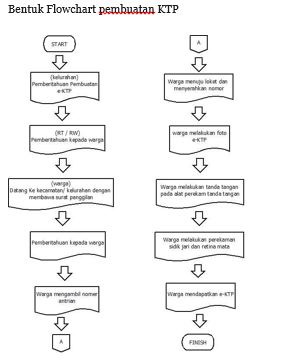 Bentuk Flowchart pembuatan KTP
START
(kelurahan)
Pemberitahuan Pembuatan
e-KTP
(RT / RW)
Pemberitahuan kepada warga
(warga)
Datang Ke kecamatan/ kelurahan dengan
membawa surat panggilan
Pemberitahuan kepada warga
Warga mengambil nomer
antrian
A
A
Warga menuju loket dan
menyerahkan nomor
warga melakukan foto
e-KTP
Warga melakukan tanda tangan
pada alat perekam tanda tangan
Warga melakukan perekaman
sidik jari dan retina mata
Warga mendapatkan e-KTP
FINISH